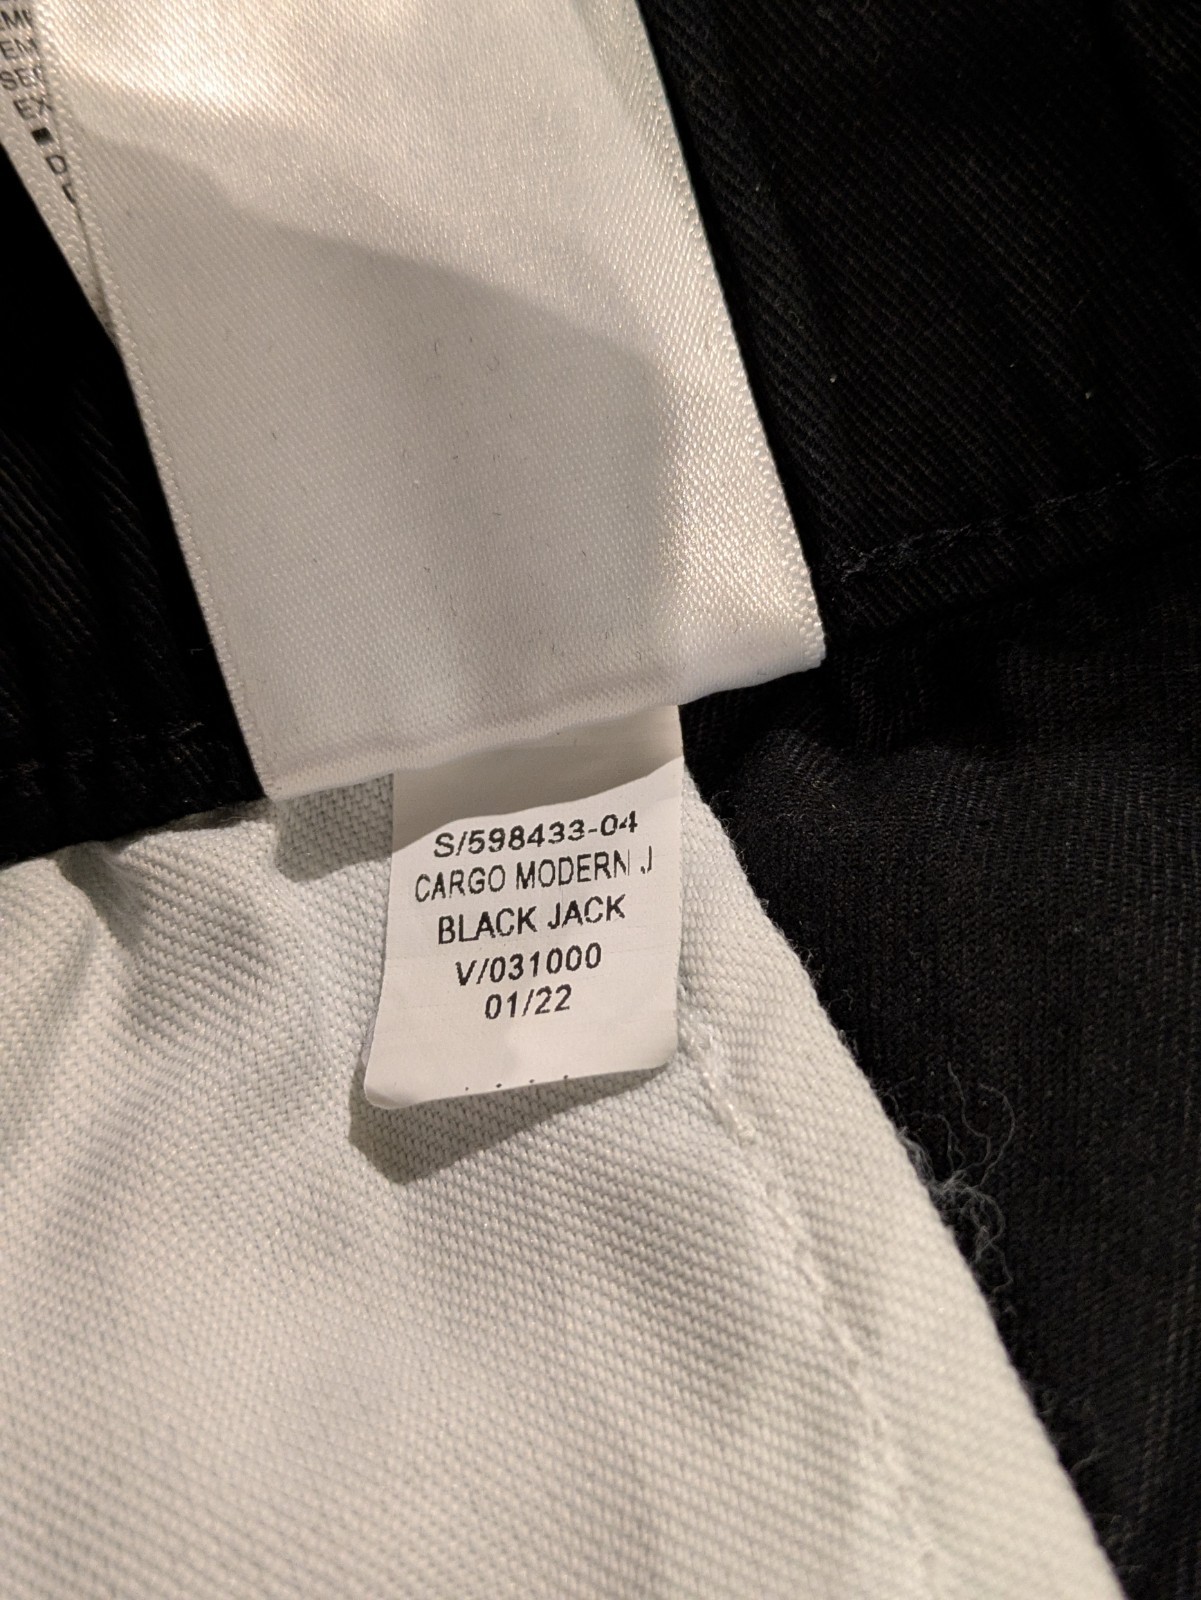 S/598433-04
CARGO MODERN J
BLACK JACK
V/031000
01/22